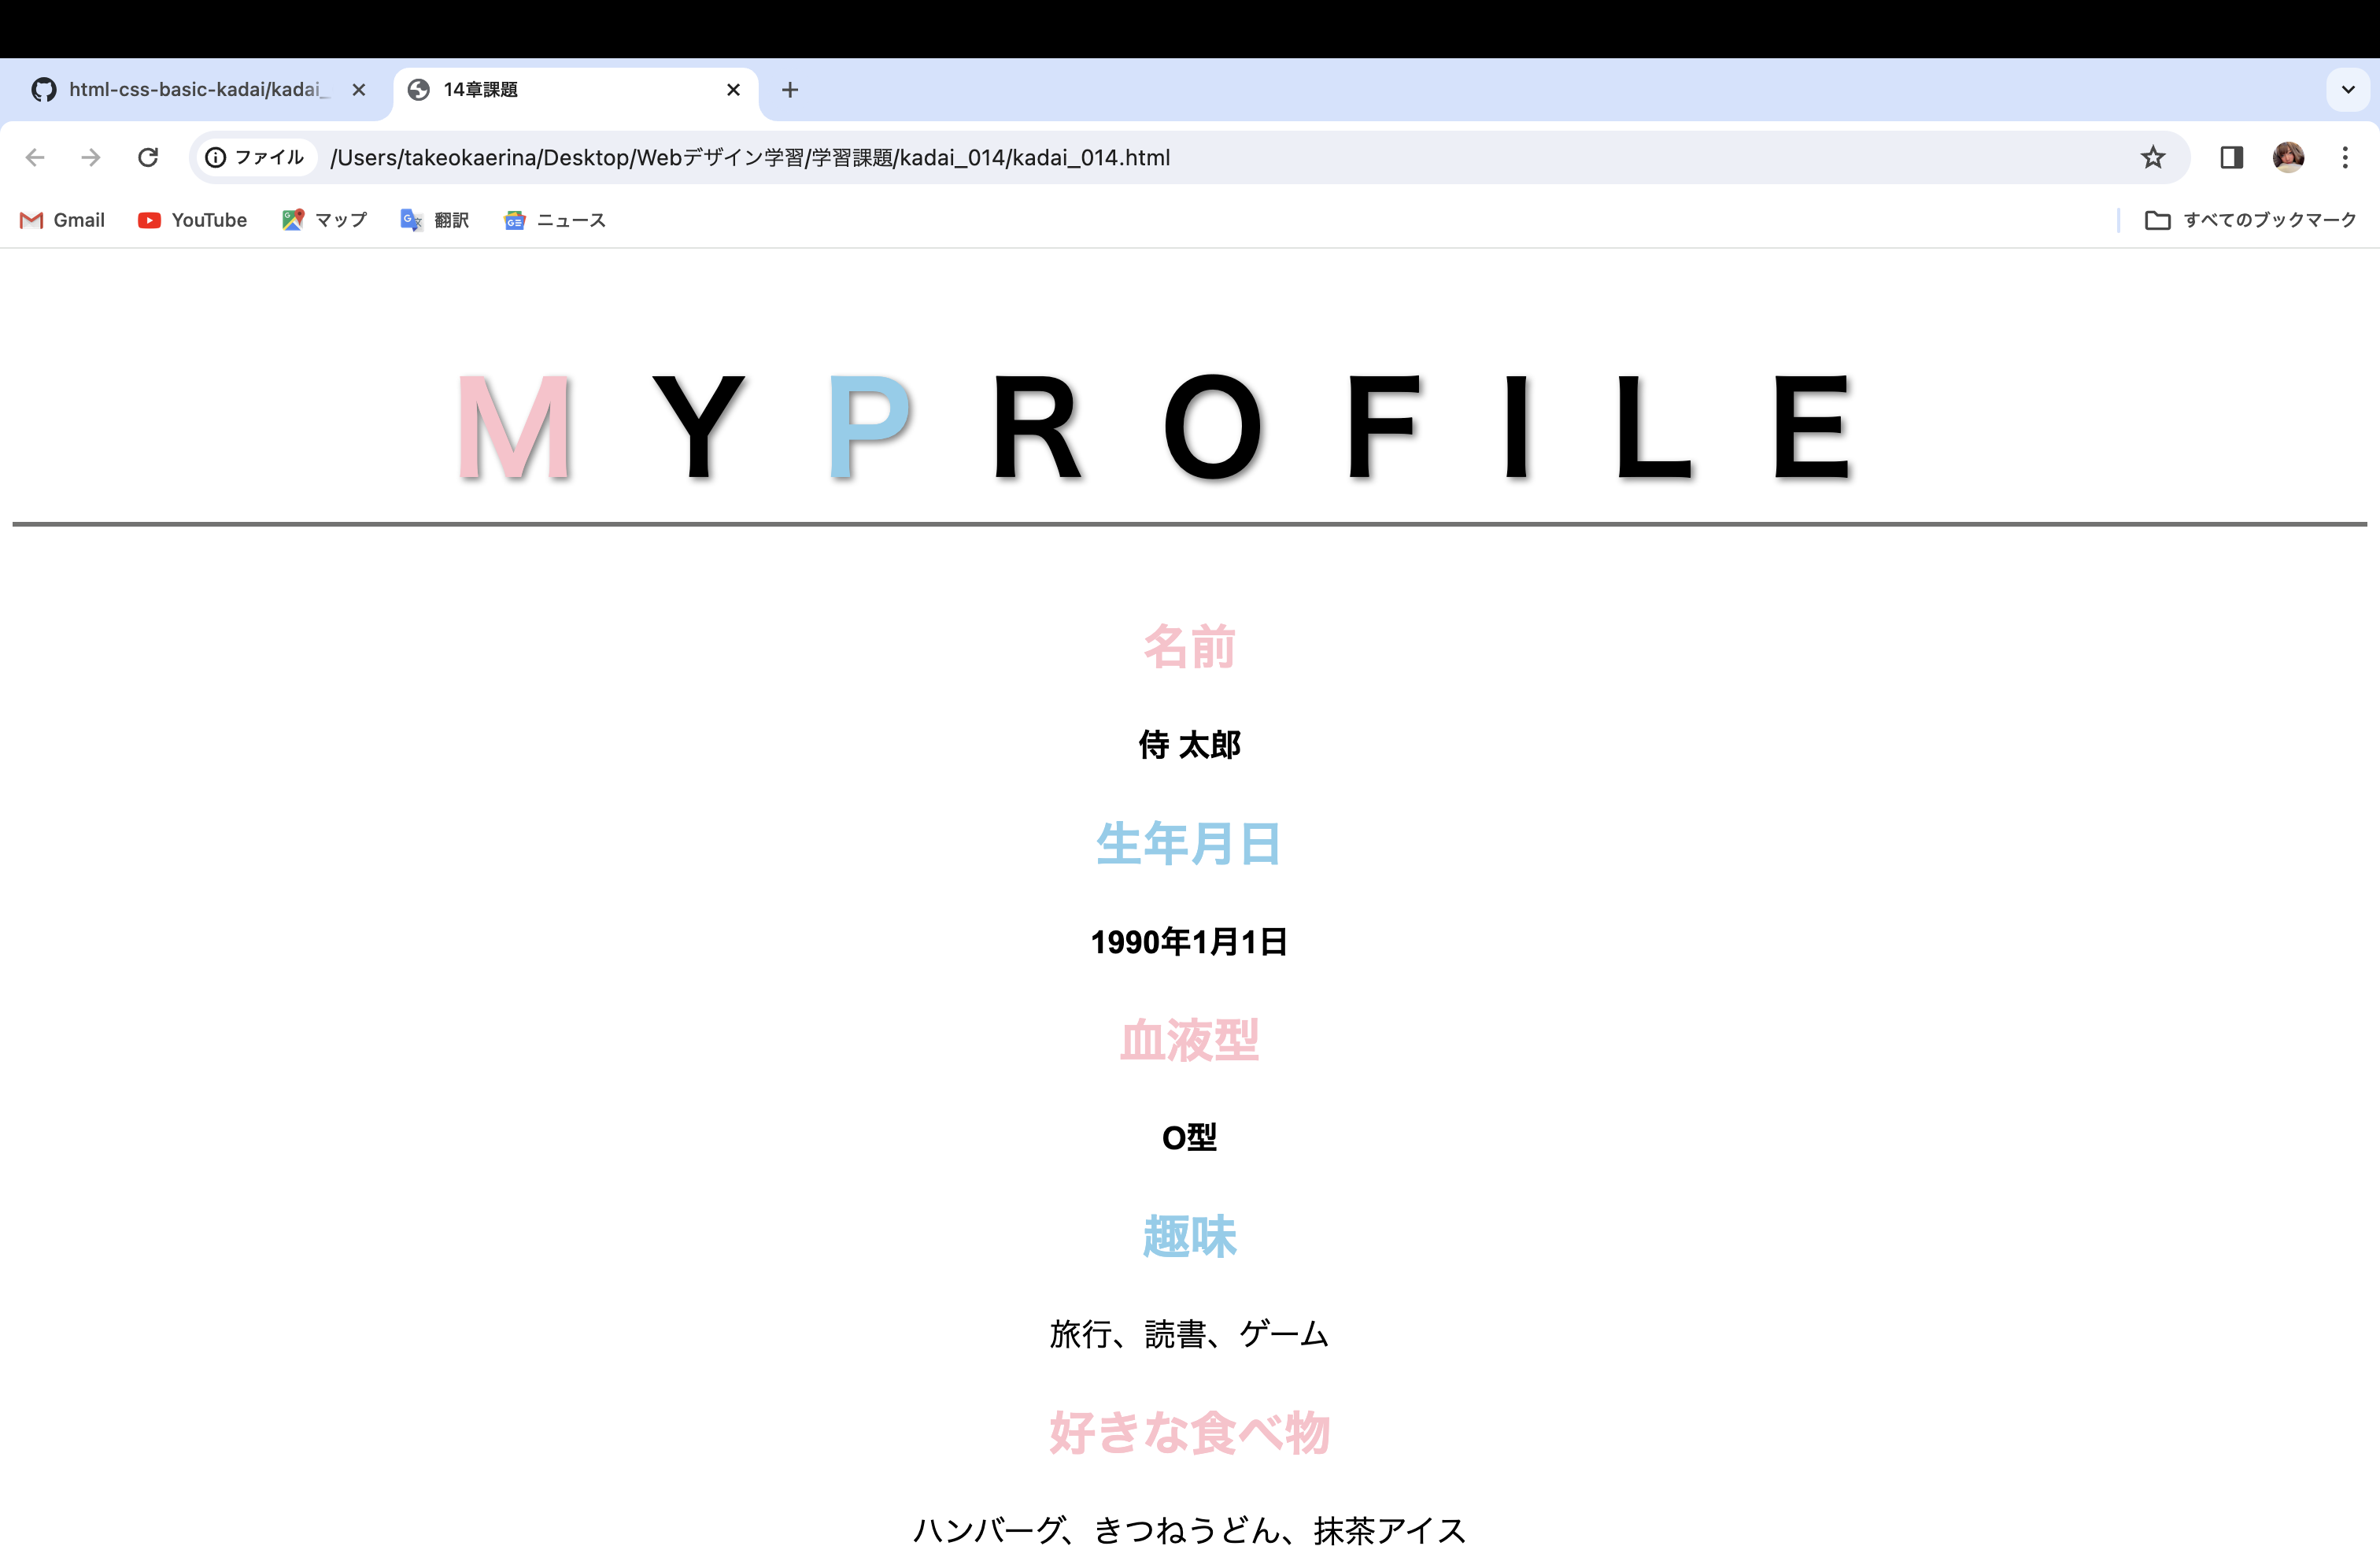 html-css-basic-kadai/kadai_
14章課題
ファイル
/Users/takeokaerina/Desktop/Webデザイン学習/学習課題/kadai_014/kadai_014.html
Gmail
YouTube
マップ
翻訳
ニュース
すべてのブックマーク
M Y P R O F I L E
名前
侍 太郎
生年月日
1990年1月1日
血液型
O型
趣味
旅行、読書、ゲーム
好きな食べ物
ハンバーグ、きつねうどん、抹茶アイス